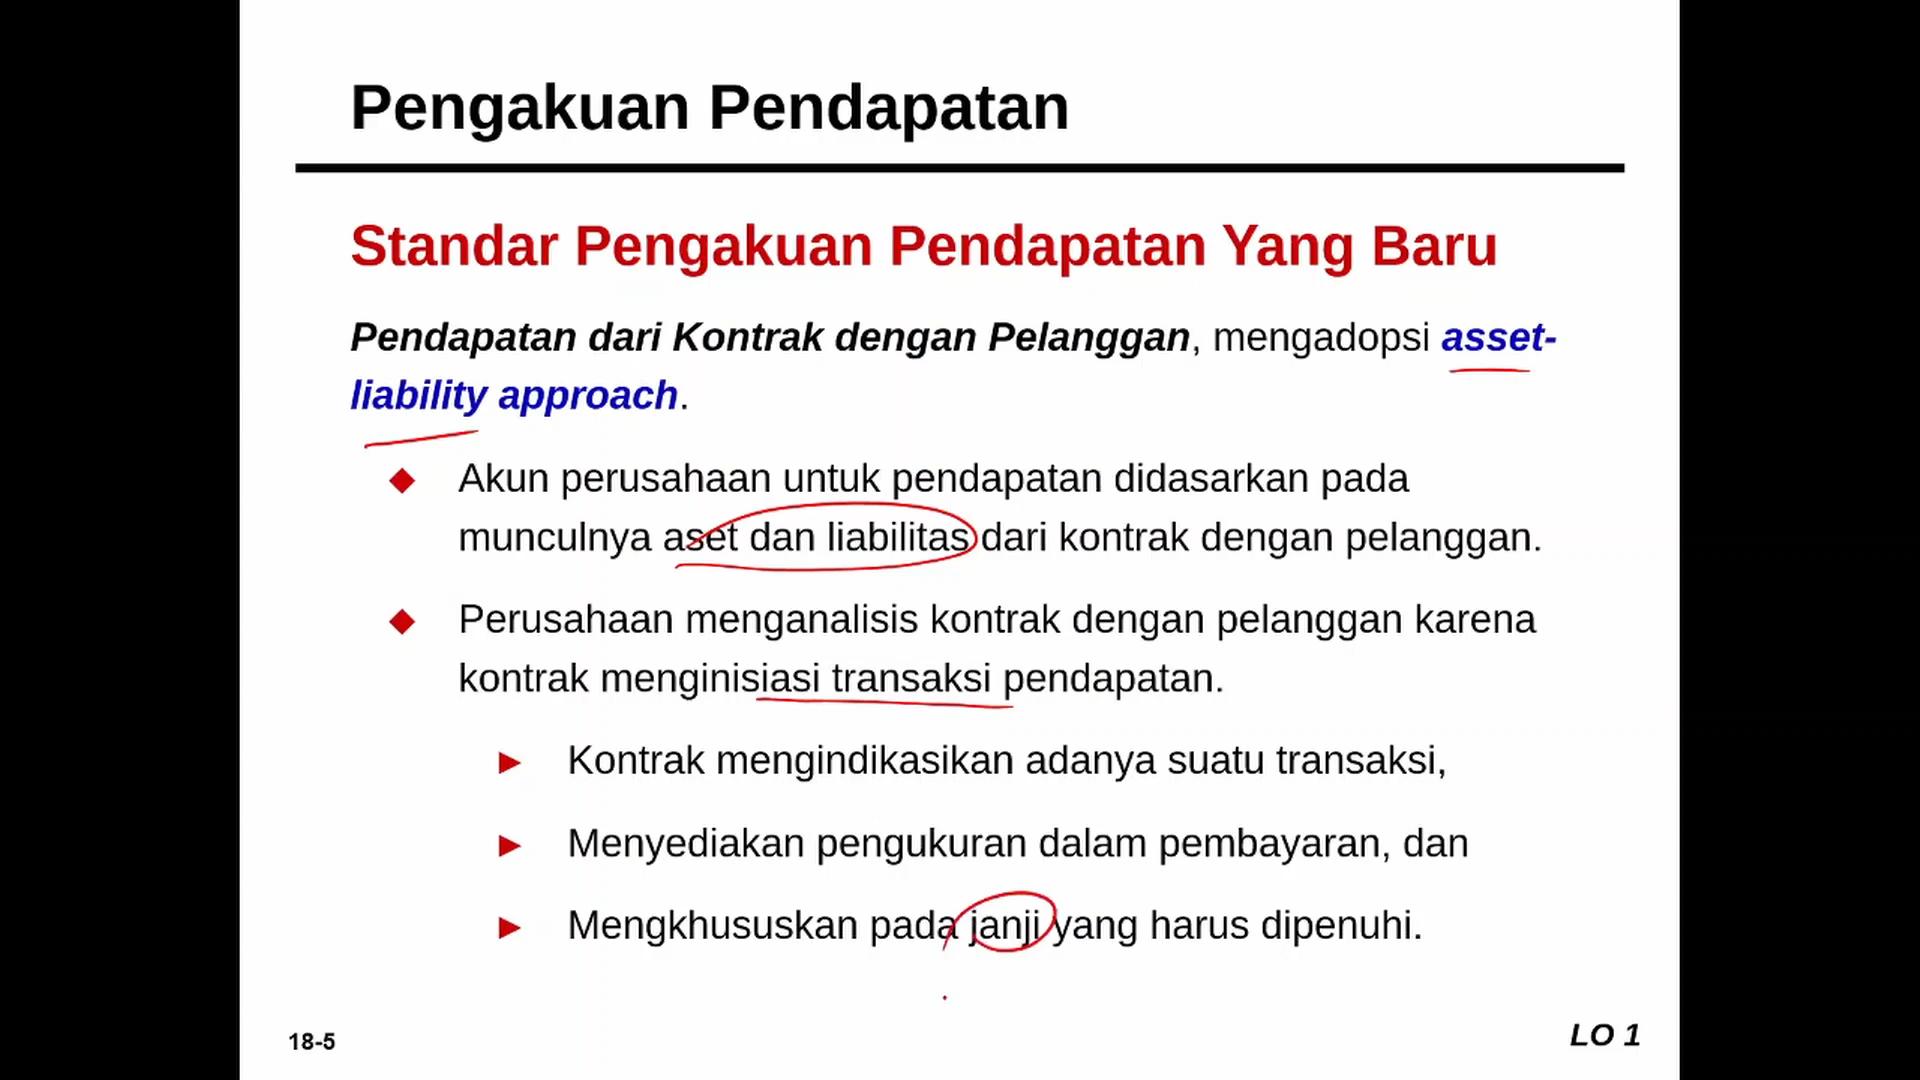 Pengakuan Pendapatan
Standar Pengakuan Pendapatan Yang Baru
Pendapatan dari Kontrak dengan Pelanggan, mengadopsi asset-
liability approach.
Akun perusahaan untuk pendapatan didasarkan pada
munculnya aset dan liabilitas dari kontrak dengan pelanggan.
Perusahaan menganalisis kontrak dengan pelanggan karena
kontrak menginisiasi transaksi pendapatan.
Kontrak mengindikasikan adanya suatu transaksi,
Menyediakan pengukuran dalam pembayaran, dan
Mengkhususkan pada janji yang harus dipenuhi.
18-5
LO 1